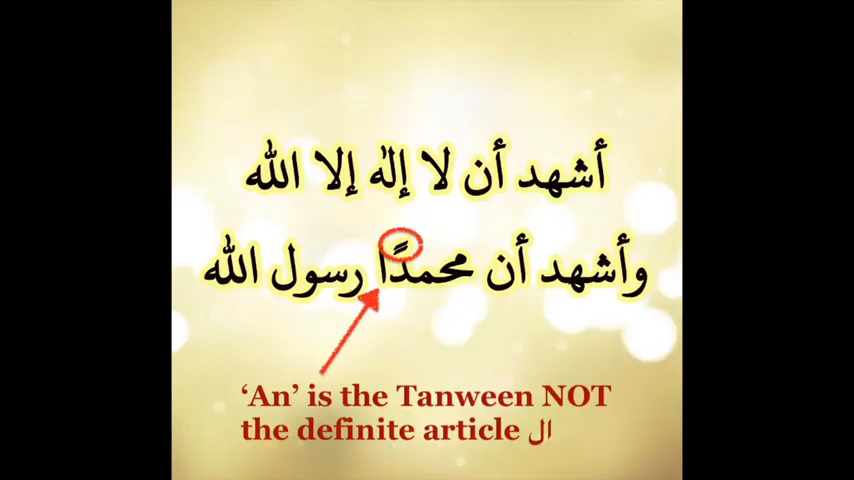 أشهد أن لا إلٰه إلا الله
وأشهد أن محمدًا رسول الله
‘An’ is the Tanween NOT
the definite article ال